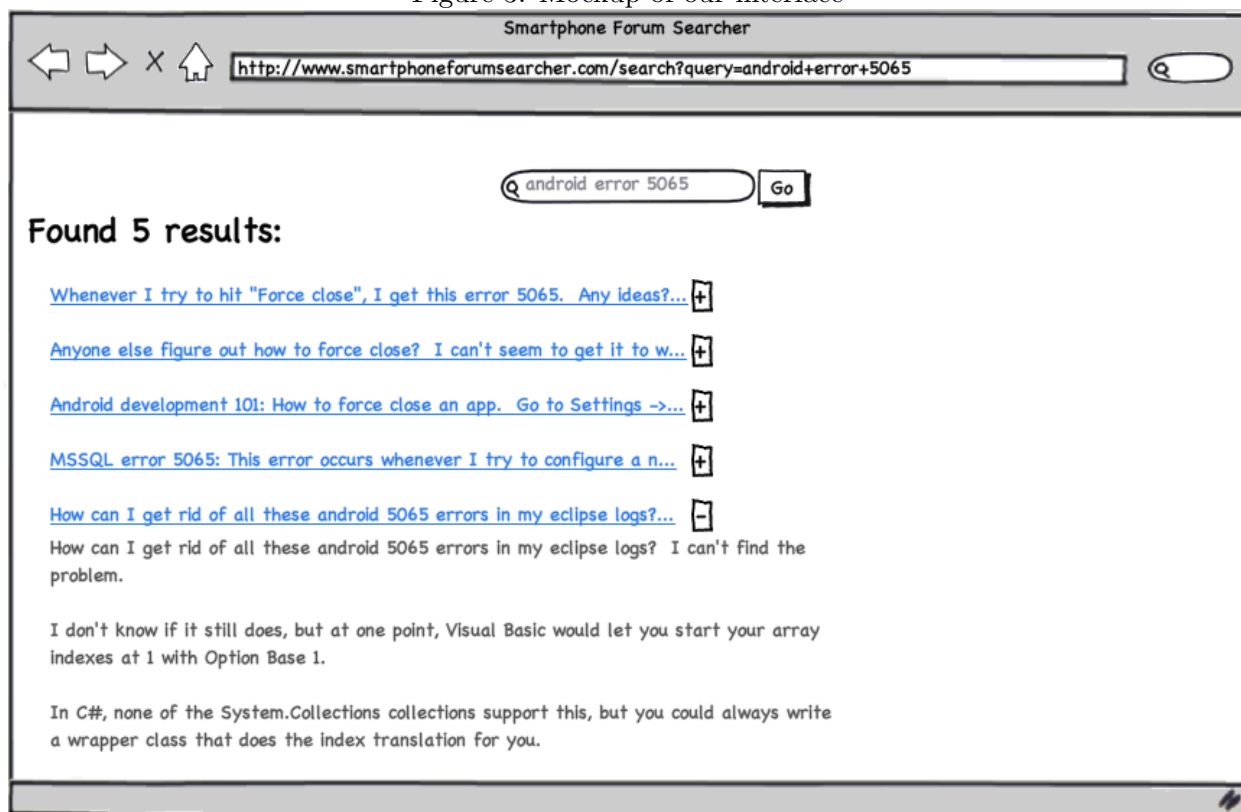 Figure 3: Mockup of our interface
Smartphone Forum Searcher
http://www.smartphoneforumsearcher.com/search?query=android+error+5065
android error 5065
Go
Found 5 results:
Whenever I try to hit "Force close", I get this error 5065. Any ideas?...
+
Anyone else figure out how to force close? I can't seem to get it to w...
+
Android development 101: How to force close an app. Go to Settings ->...
+
MSSQL error 5065: This error occurs whenever I try to configure a n...
+
How can I get rid of all these android 5065 errors in my eclipse logs?...
-
How can I get rid of all these android 5065 errors in my eclipse logs? I can't find the
problem.
I don't know if it still does, but at one point, Visual Basic would let you start your array
indexes at 1 with Option Base 1.
In C#, none of the System.Collections collections support this, but you could always write
a wrapper class that does the index translation for you.